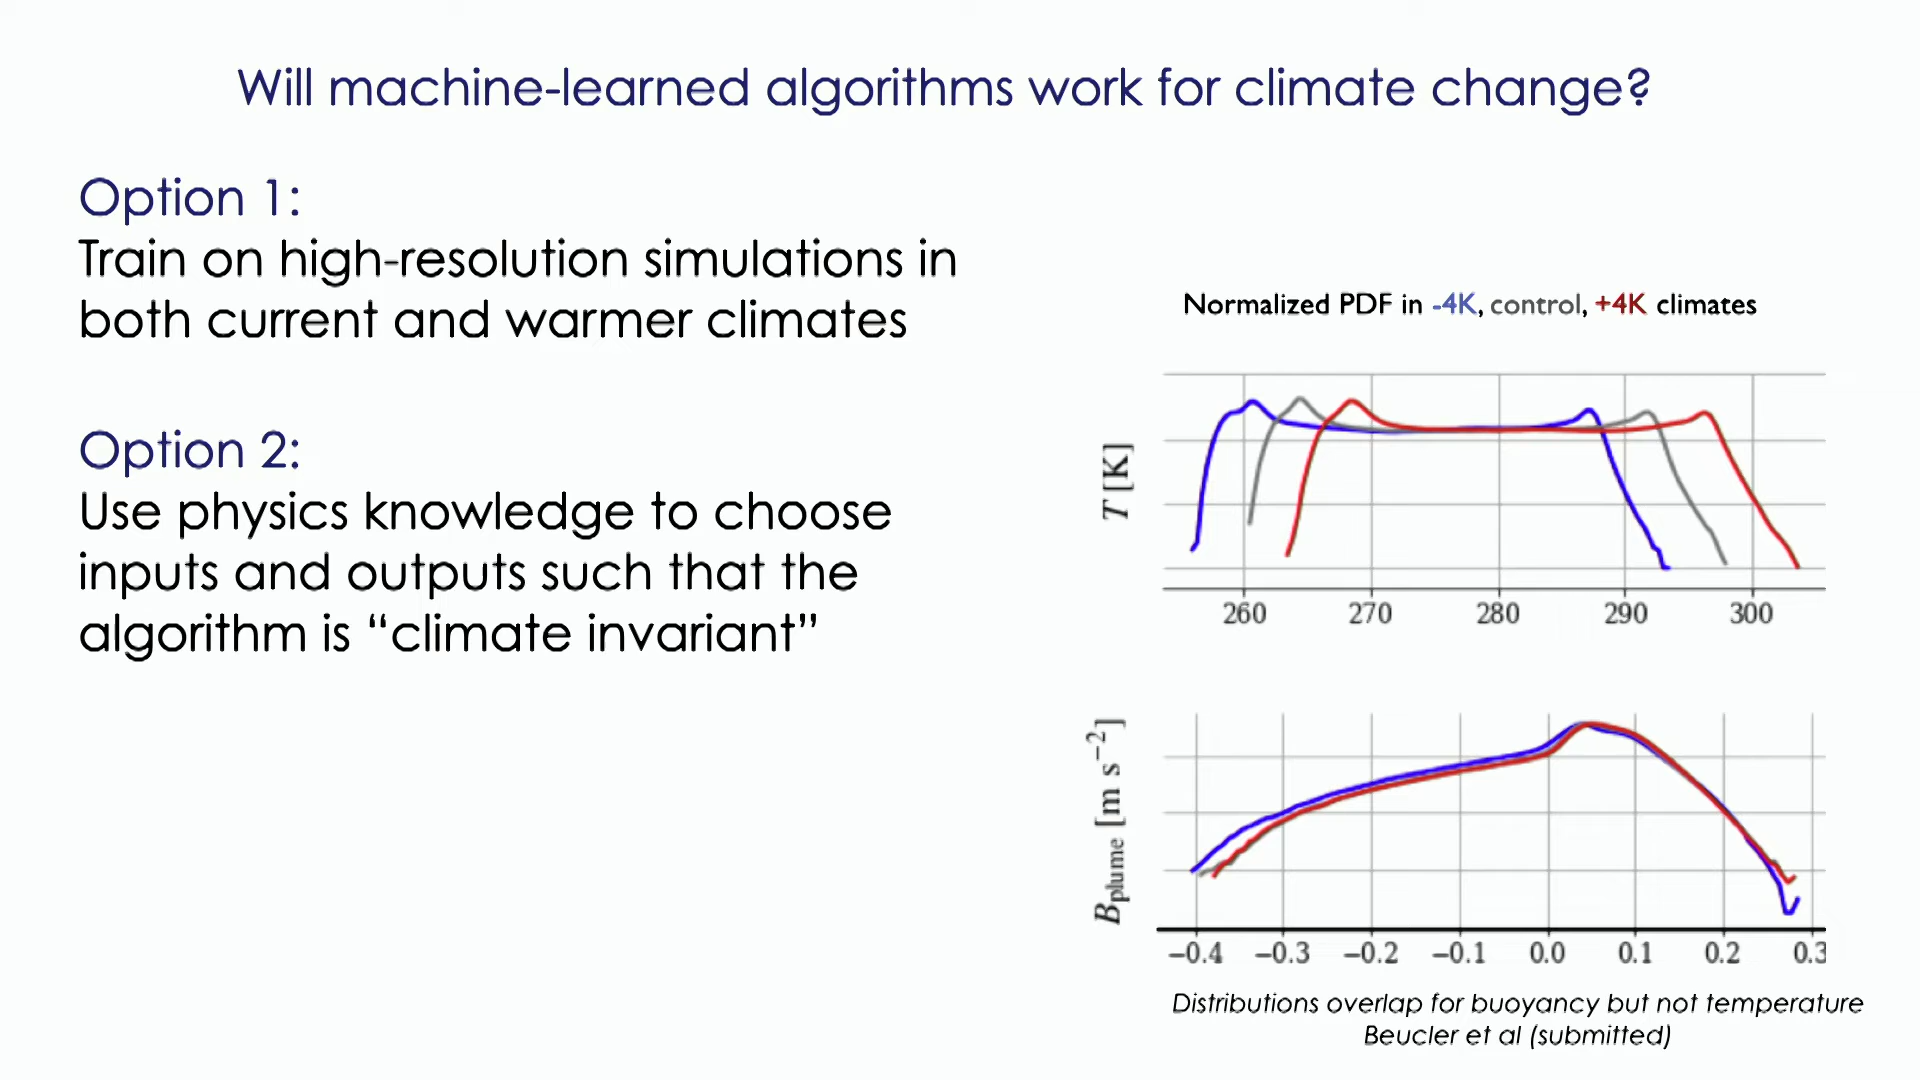 Will machine-learned algorithms work for climate change?
Option 1:
Train on high-resolution simulations in
both current and warmer climates
Option 2:
Use physics knowledge to choose
inputs and outputs such that the
algorithm is “climate invariant”
Normalized PDF in -4K, control, +4K climates
T [K]
260 270 280 290 300
Bplume [m s−2]
−0.4 −0.3 −0.2 −0.1 0.0 0.1 0.2 0.3
Distributions overlap for buoyancy but not temperature
Beucler et al (submitted)